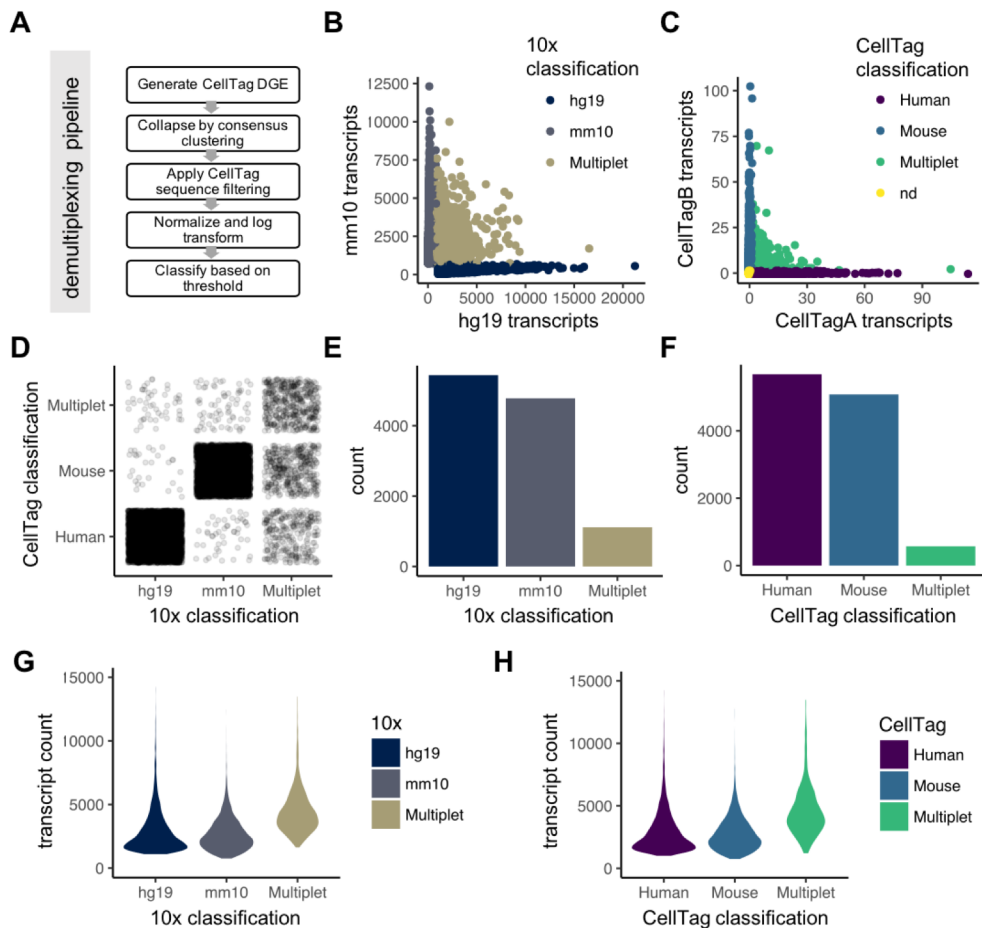 A
demultiplexing pipeline
Generate CellTag DGE
Collapse by consensus
clustering
Apply CellTag
sequence filtering
Normalize and log
transform
Classify based on
threshold
B
10x
classification
hg19
mm10
Multiplet
mm10 transcripts
12500
10000
7500
5000
2500
0
0
5000
10000
15000
20000
hg19 transcripts
C
CellTag
classification
Human
Mouse
Multiplet
nd
CellTagB transcripts
100
75
50
25
0
0
30
60
90
CellTagA transcripts
D
CellTag classification
Multiplet
Mouse
Human
hg19
mm10
Multiplet
10x classification
E
count
4000
2000
0
hg19
mm10
Multiplet
10x classification
F
count
4000
2000
0
Human
Mouse
Multiplet
CellTag classification
G
transcript count
15000
10000
5000
0
hg19
mm10
Multiplet
10x classification
10x
hg19
mm10
Multiplet
H
transcript count
15000
10000
5000
0
Human
Mouse
Multiplet
CellTag classification
CellTag
Human
Mouse
Multiplet